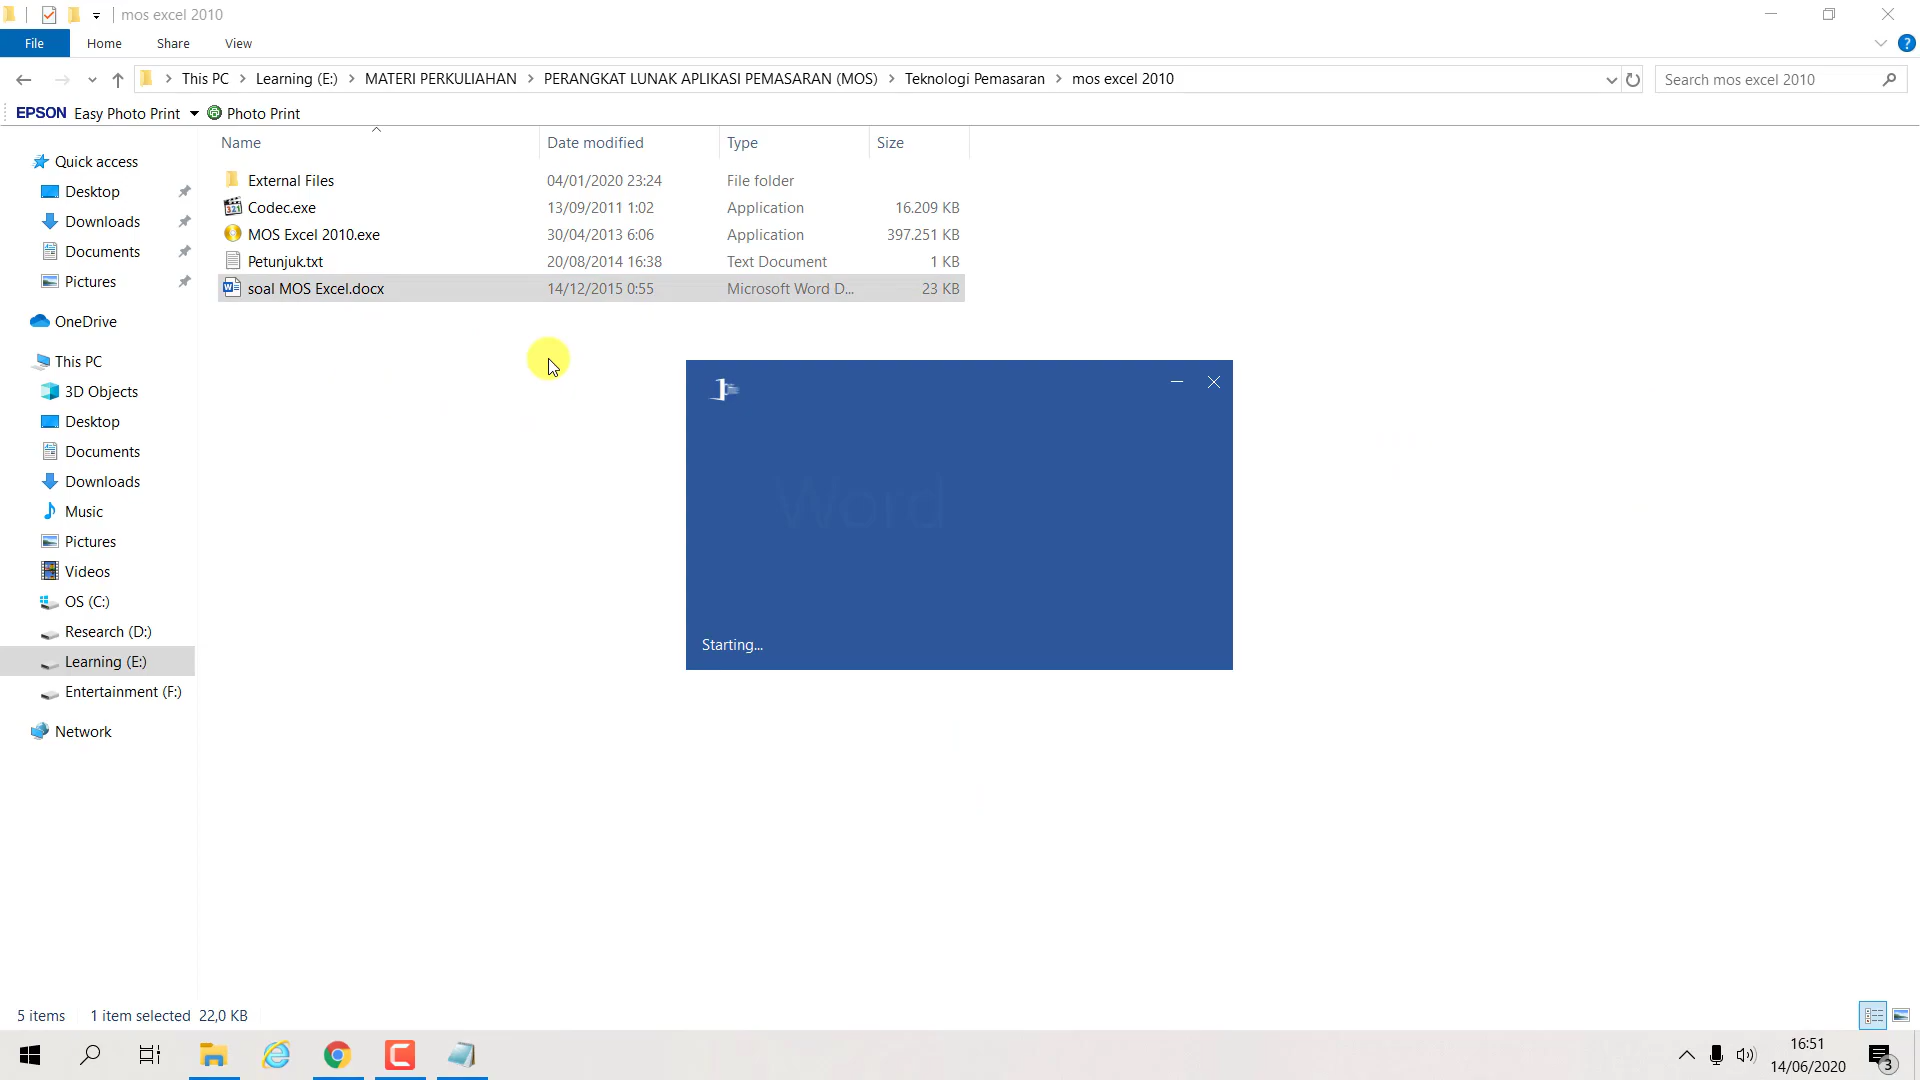 mos excel 2010
File Home Share View
This PC Learning (E:) MATERI PERKULIAHAN PERANGKAT LUNAK APLIKASI PEMASARAN (MOS) Teknologi Pemasaran mos excel 2010 Search mos excel 2010
EPSON Easy Photo Print Photo Print
Name Date modified Type Size
External Files 04/01/2020 23:24 File folder
Codec.exe 13/09/2011 1:02 Application 16.209 KB
MOS Excel 2010.exe 30/04/2013 6:06 Application 397.251 KB
Petunjuk.txt 20/08/2014 16:38 Text Document 1 KB
soal MOS Excel.docx 14/12/2015 0:55 Microsoft Word D... 23 KB
Quick access
Desktop
Downloads
Documents
Pictures
OneDrive
This PC
3D Objects
Desktop
Documents
Downloads
Music
Pictures
Videos
OS (C:)
Research (D:)
Learning (E:)
Entertainment (F:)
Network
Word
Starting...
5 items 1 item selected 22,0 KB
16:51
14/06/2020
3